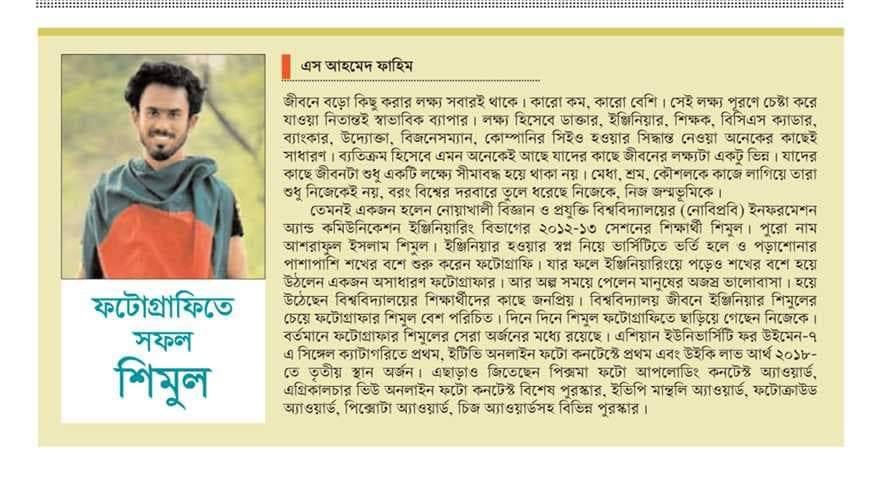 এস আহমেদ ফাহিম
জীবনে বড়ো কিছু করার লক্ষ্য সবারই থাকে। কারো কম, কারো বেশি। সেই লক্ষ্য পূরণে চেষ্টা করে
যাওয়া নিতান্তই স্বাভাবিক ব্যাপার। লক্ষ্য হিসেবে ডাক্তার, ইঞ্জিনিয়ার, শিক্ষক, বিসিএস ক্যাডার,
ব্যাংকার, উদ্যোক্তা, বিজনেসম্যান, কোম্পানির সিইও হওয়ার সিদ্ধান্ত নেওয়া অনেকের কাছেই
সাধারণ। ব্যতিক্রম হিসেবে এমন অনেকেই আছে যাদের কাছে জীবনের লক্ষ্যটা একটু ভিন্ন। যাদের
কাছে জীবনটা শুধু একটি লক্ষ্যে সীমাবদ্ধ হয়ে থাকা নয়। মেধা, শ্রম, কৌশলকে কাজে লাগিয়ে তারা
শুধু নিজেকেই নয়, বরং বিশ্বের দরবারে তুলে ধরেছে নিজেকে, নিজ জন্মভূমিকে।
তেমনই একজন হলেন নোয়াখালী বিজ্ঞান ও প্রযুক্তি বিশ্ববিদ্যালয়ের (নোবিপ্রবি) ইনফরমেশন
অ্যান্ড কমিউনিকেশন ইঞ্জিনিয়ারিং বিভাগের ২০১২-১৩ সেশনের শিক্ষার্থী শিমুল। পুরো নাম
আশরাফুল ইসলাম শিমুল। ইঞ্জিনিয়ার হওয়ার স্বপ্ন নিয়ে ভার্সিটিতে ভর্তি হলে ও পড়াশোনার
পাশাপাশি শখের বশে শুরু করেন ফটোগ্রাফি। যার ফলে ইঞ্জিনিয়ারিংয়ে পড়েও শখের বশে হয়ে
উঠলেন একজন অসাধারণ ফটোগ্রাফার। আর অল্প সময়ে পেলেন মানুষের অজস্র ভালোবাসা। হয়ে
উঠেছেন বিশ্ববিদ্যালয়ের শিক্ষার্থীদের কাছে জনপ্রিয়। বিশ্ববিদ্যালয় জীবনে ইঞ্জিনিয়ার শিমুলের
চেয়ে ফটোগ্রাফার শিমুল বেশ পরিচিত। দিনে দিনে শিমুল ফটোগ্রাফিতে ছাড়িয়ে গেছেন নিজেকে।
বর্তমানে ফটোগ্রাফার শিমুলের সেরা অর্জনের মধ্যে রয়েছে। এশিয়ান ইউনিভার্সিটি ফর উইমেন-৭
এ সিঙ্গেল ক্যাটাগরিতে প্রথম, ইটিভি অনলাইন ফটো কনটেস্টে প্রথম এবং উইকি লাভ আর্থ ২০১৮-
তে তৃতীয় স্থান অর্জন। এছাড়াও জিতেছেন পিক্সমা ফটো আপলোডিং কনটেস্ট অ্যাওয়ার্ড,
এগ্রিকালচার ভিউ অনলাইন ফটো কনটেস্ট বিশেষ পুরস্কার, ইভিপি মান্থলি অ্যাওয়ার্ড, ফটোক্রাউড
অ্যাওয়ার্ড, পিক্সোটা অ্যাওয়ার্ড, চিজ অ্যাওয়ার্ডসহ বিভিন্ন পুরস্কার।
ফটোগ্রাফিতে
সফল
শিমুল